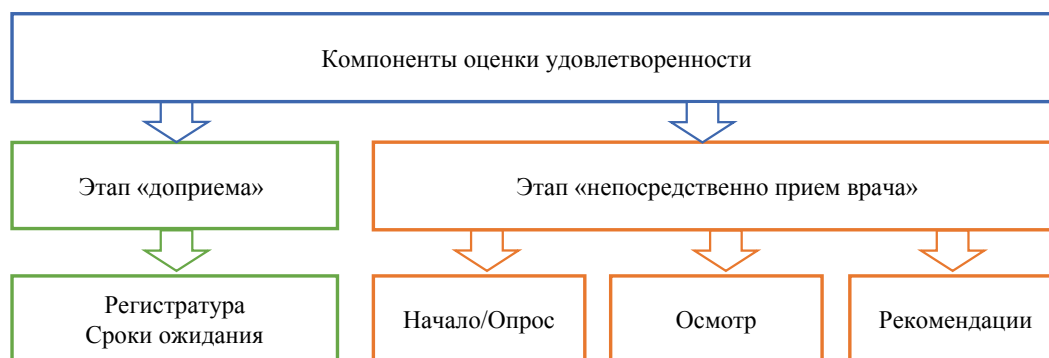 Компоненты оценки удовлетворенности
Этап «доприема»
Этап «непосредственно прием врача»
Регистратура
Сроки ожидания
Начало/Опрос
Осмотр
Рекомендации